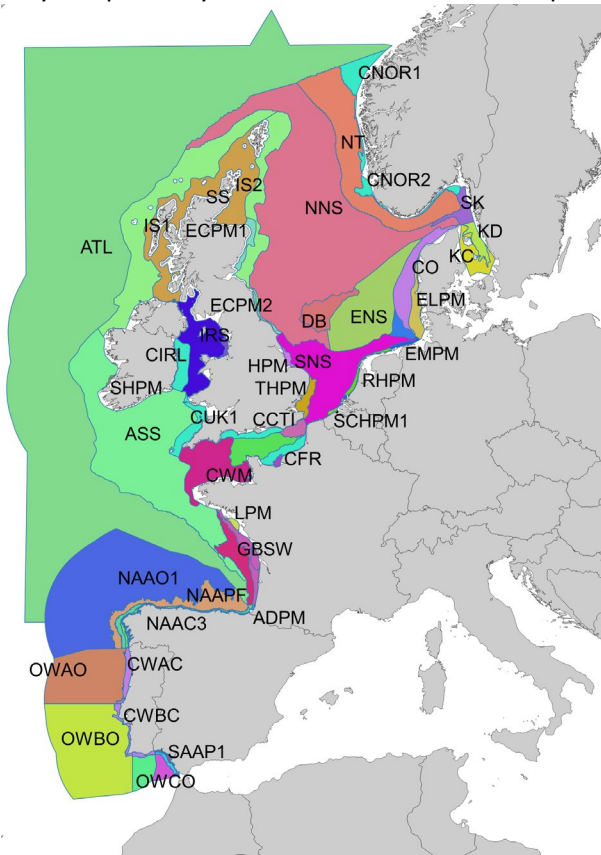 CNOR1
NT
CNOR2
IS2
SS
SK
NNS
IS1
ECPM1
KD
ATL
KC
CO
ECPM2
ELPM
DB
ENS
IRS
CIRL
EMPM
HPM
SNS
RHPM
SHPM
THPM
CUK1
CCTI
SCHPM1
ASS
CFR
CWM
LPM
GBSW
NAAO1
NAAPF
ADPM
NAAC3
OWAO
CWAC
CWBC
OWBO
SAAP1
OWCO